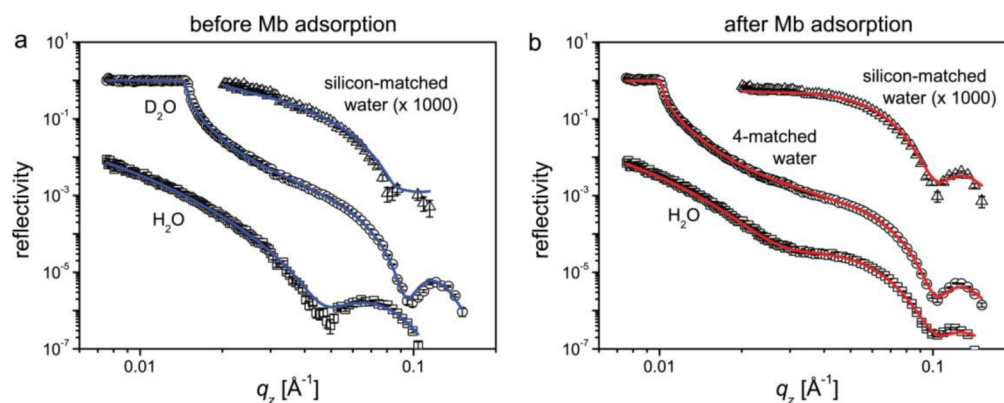 before Mb adsorption
a
10¹
10⁻¹
10⁻³
10⁻⁵
10⁻⁷
reflectivity
D₂O
H₂O
silicon-matched
water (x 1000)
0.01
0.1
q_z [Å⁻¹]
after Mb adsorption
b
10¹
10⁻¹
10⁻³
10⁻⁵
10⁻⁷
reflectivity
silicon-matched
water (x 1000)
4-matched
water
H₂O
0.01
0.1
q_z [Å⁻¹]